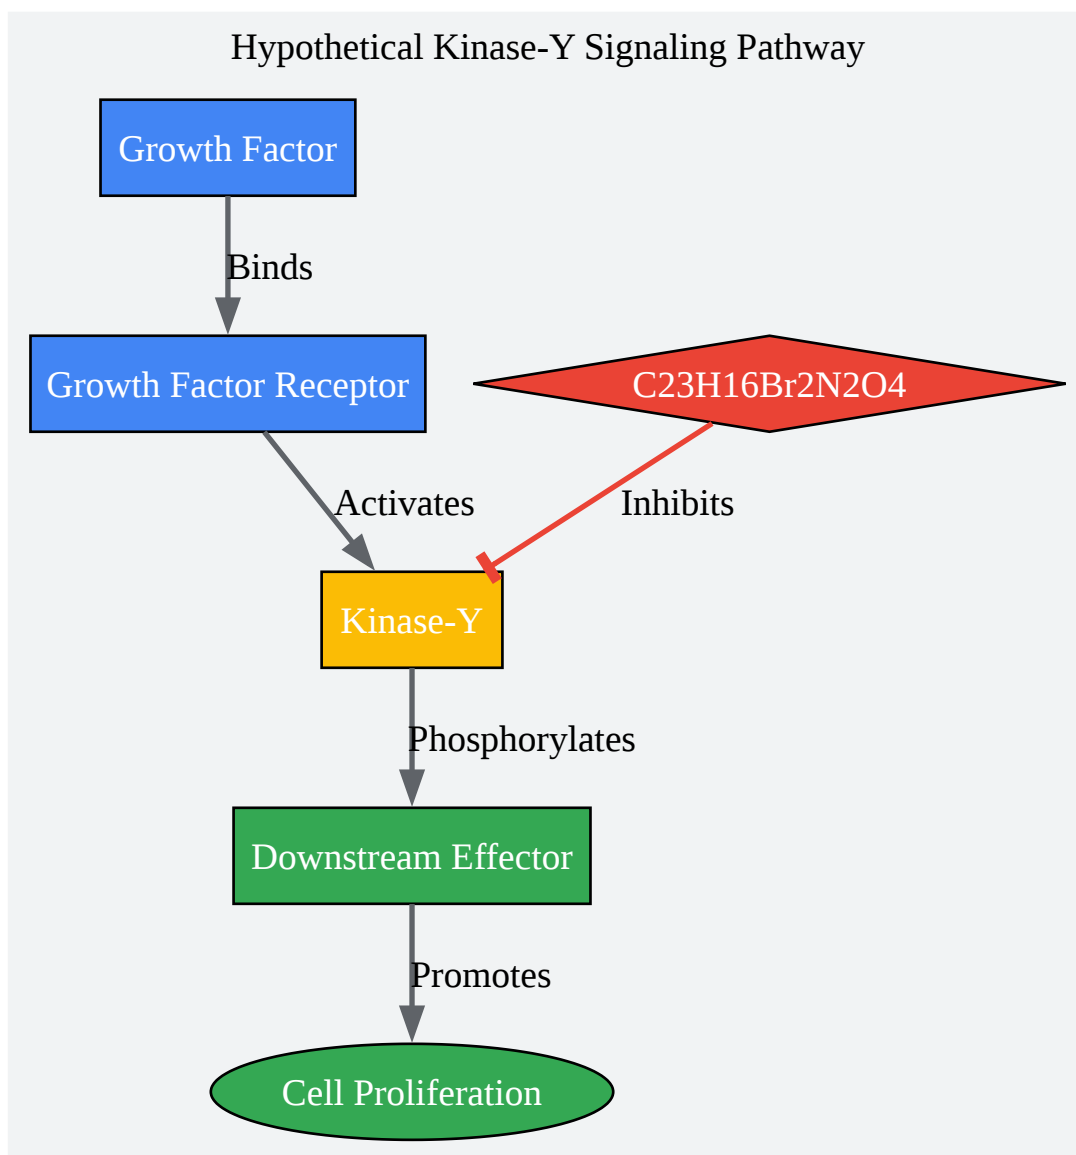 Hypothetical Kinase-Y Signaling Pathway
Growth Factor
Binds
Growth Factor Receptor
C23H16Br2N2O4
Activates
Inhibits
Kinase-Y
Phosphorylates
Downstream Effector
Promotes
Cell Proliferation